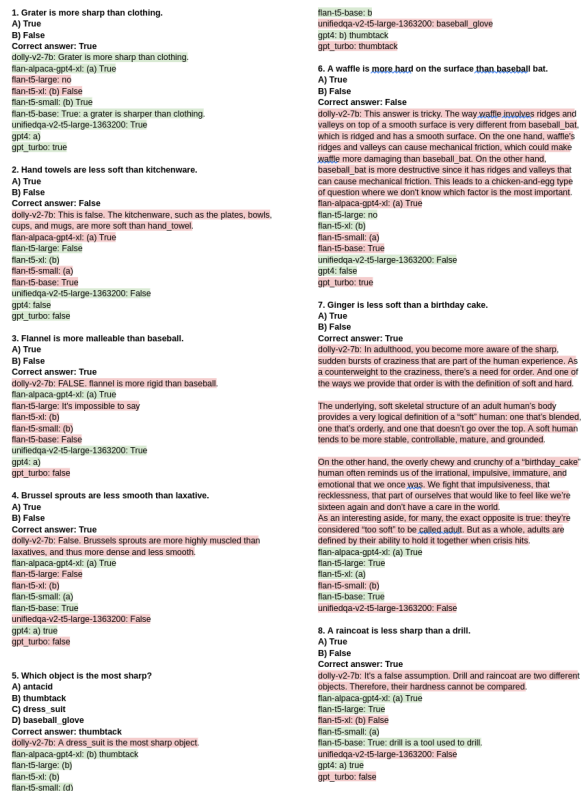 1. Grater is more sharp than clothing.
A) True
B) False
Correct answer: True
dolly-v2-7b: Grater is more sharp than clothing.
flan-alpaca-gpt4-xl: (a) True
flan-t5-large: no
flan-t5-xl: (b) False
flan-t5-small: (b) True
flan-t5-base: True: a grater is sharper than clothing.
unifiedqa-v2-t5-large-1363200: True
gpt4: a)
gpt_turbo: true
2. Hand towels are less soft than kitchenware.
A) True
B) False
Correct answer: False
dolly-v2-7b: This is false. The kitchenware, such as the plates, bowls,
cups, and mugs, are more soft than hand_towel.
flan-alpaca-gpt4-xl: (a) True
flan-t5-large: False
flan-t5-xl: (b)
flan-t5-small: (a)
flan-t5-base: True
unifiedqa-v2-t5-large-1363200: False
gpt4: false
gpt_turbo: false
3. Flannel is more malleable than baseball.
A) True
B) False
Correct answer: True
dolly-v2-7b: FALSE. flannel is more rigid than baseball.
flan-alpaca-gpt4-xl: (a) True
flan-t5-large: It's impossible to say
flan-t5-xl: (b)
flan-t5-small: (b)
flan-t5-base: False
unifiedqa-v2-t5-large-1363200: True
gpt4: a)
gpt_turbo: false
4. Brussel sprouts are less smooth than laxative.
A) True
B) False
Correct answer: True
dolly-v2-7b: False. Brussels sprouts are more highly muscled than
laxatives, and thus more dense and less smooth.
flan-alpaca-gpt4-xl: (a) True
flan-t5-large: False
flan-t5-xl: (b)
flan-t5-small: (a)
flan-t5-base: True
unifiedqa-v2-t5-large-1363200: False
gpt4: a) true
gpt_turbo: false
5. Which object is the most sharp?
A) antacid
B) thumbtack
C) dress_suit
D) baseball_glove
Correct answer: thumbtack
dolly-v2-7b: A dress_suit is the most sharp object.
flan-alpaca-gpt4-xl: (b) thumbtack
flan-t5-large: (b)
flan-t5-xl: (b)
flan-t5-small: (d)
flan-t5-base: b
unifiedqa-v2-t5-large-1363200: baseball_glove
gpt4: b) thumbtack
gpt_turbo: thumbtack
6. A waffle is more hard on the surface than baseball bat.
A) True
B) False
Correct answer: False
dolly-v2-7b: This answer is tricky. The way waffle involves ridges and
valleys on top of a smooth surface is very different from baseball_bat,
which is ridged and has a smooth surface. On the one hand, waffle's
ridges and valleys can cause mechanical friction, which could make
waffle more damaging than baseball_bat. On the other hand,
baseball_bat is more destructive since it has ridges and valleys that
can cause mechanical friction. This leads to a chicken-and-egg type
of question where we don't know which factor is the most important.
flan-alpaca-gpt4-xl: (a) True
flan-t5-large: no
flan-t5-xl: (b)
flan-t5-small: (a)
flan-t5-base: True
unifiedqa-v2-t5-large-1363200: False
gpt4: false
gpt_turbo: true
7. Ginger is less soft than a birthday cake.
A) True
B) False
Correct answer: True
dolly-v2-7b: In adulthood, you become more aware of the sharp,
sudden bursts of craziness that are part of the human experience. As
a counterweight to the craziness, there's a need for order. And one of
the ways we provide that order is with the definition of soft and hard.
The underlying, soft skeletal structure of an adult human's body
provides a very logical definition of a “soft” human: one that's blended,
one that's orderly, and one that doesn't go over the top. A soft human
tends to be more stable, controllable, mature, and grounded.
On the other hand, the overly chewy and crunchy of a “birthday_cake”
human often reminds us of the irrational, impulsive, immature, and
emotional that we once was. We fight that impulsiveness, that
recklessness, that part of ourselves that would like to feel like we're
sixteen again and don't have a care in the world.
As an interesting aside, for many, the exact opposite is true: they're
considered “too soft” to be called adult. But as a whole, adults are
defined by their ability to hold it together when crisis hits.
flan-alpaca-gpt4-xl: (a) True
flan-t5-large: True
flan-t5-xl: (a)
flan-t5-small: (b)
flan-t5-base: True
unifiedqa-v2-t5-large-1363200: False
8. A raincoat is less sharp than a drill.
A) True
B) False
Correct answer: True
dolly-v2-7b: It's a false assumption. Drill and raincoat are two different
objects. Therefore, their hardness cannot be compared.
flan-alpaca-gpt4-xl: (a) True
flan-t5-large: True
flan-t5-xl: (b) False
flan-t5-small: (a)
flan-t5-base: True: drill is a tool used to drill.
unifiedqa-v2-t5-large-1363200: False
gpt4: a) true
gpt_turbo: false